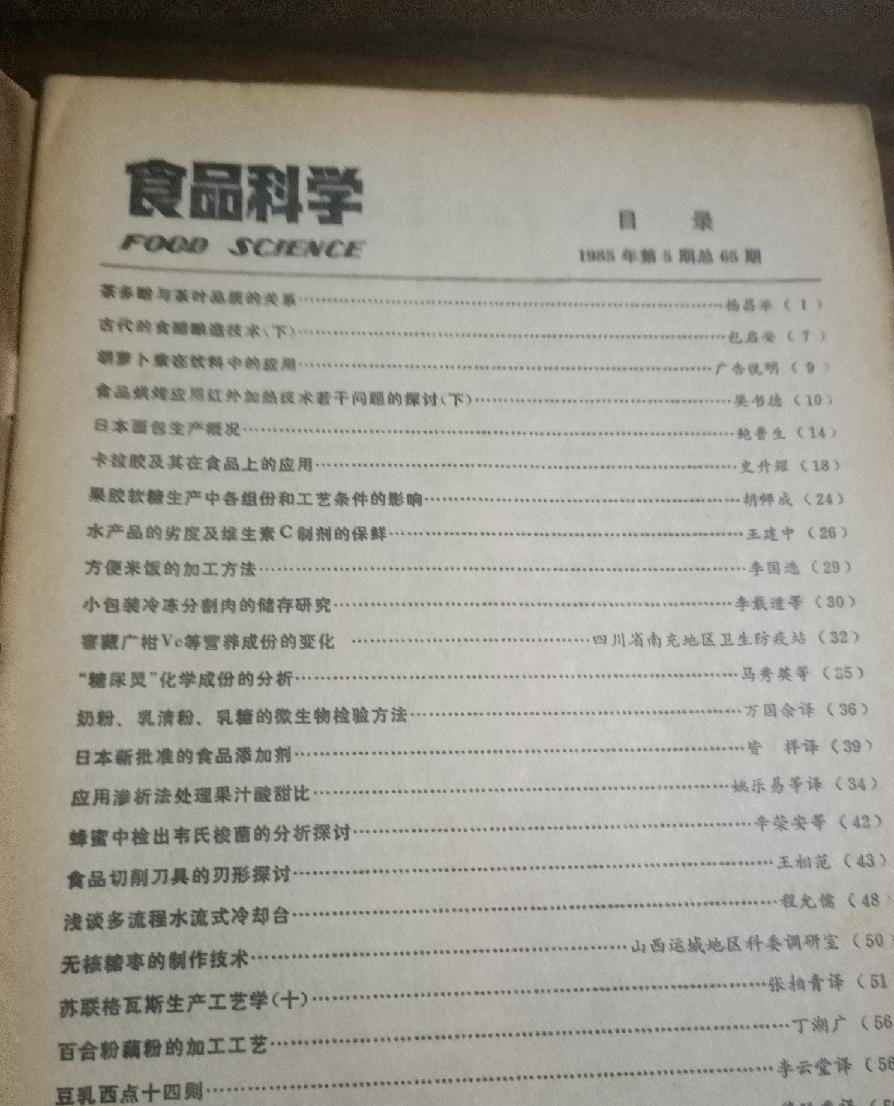 食品科学
FOOD SCIENCE
目 录
1985年第5期总65期
茶多酚与茶叶品质的关系……杨昌举（1）
古代的食醋酿造技术（下）……包启安（7）
胡萝卜素在饮料中的应用……广告说明（9）
食品烘烤应用红外加热技术若干问题的探讨（下）……樊书德（10）
日本面包生产概况……鲍鲁生（14）
卡拉胶及其在食品上的应用……史升耀（18）
果胶软糖生产中各组份和工艺条件的影响……胡师成（24）
水产品的劣度及维生素C制剂的保鲜……王建中（26）
方便米饭的加工方法……李国选（29）
小包装冷冻分割肉的储存研究……李载道等（30）
窖藏广柑Vc等营养成份的变化……四川省南充地区卫生防疫站（32）
“糖尿灵”化学成份的分析……马秀英等（35）
奶粉、乳清粉、乳糖的微生物检验方法……万国余译（36）
日本新批准的食品添加剂……皆 祥译（39）
应用渗析法处理果汁酸甜比……姚乐易等译（34）
蜂蜜中检出韦氏梭菌的分析探讨……辛荣安等（42）
食品切削刀具的刃形探讨……王相范（43）
浅谈多流程水流式冷却台……程允儒（48）
无核糖枣的制作技术……山西运城地区科委调研室（50）
苏联格瓦斯生产工艺学（十）……张柏青译（51
百合粉藕粉的加工工艺……丁湖广（56
豆乳西点十四则……李云堂译（56